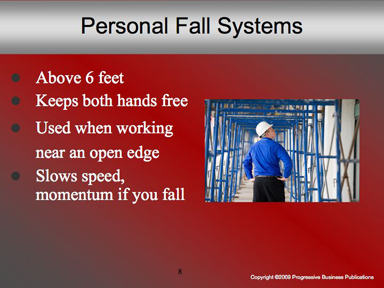 Personal Fall Systems
Above 6 feet
Keeps both hands free
Used when working
near an open edge
Slows speed,
momentum if you fall
8
Copyright ©2009 Progressive Business Publications